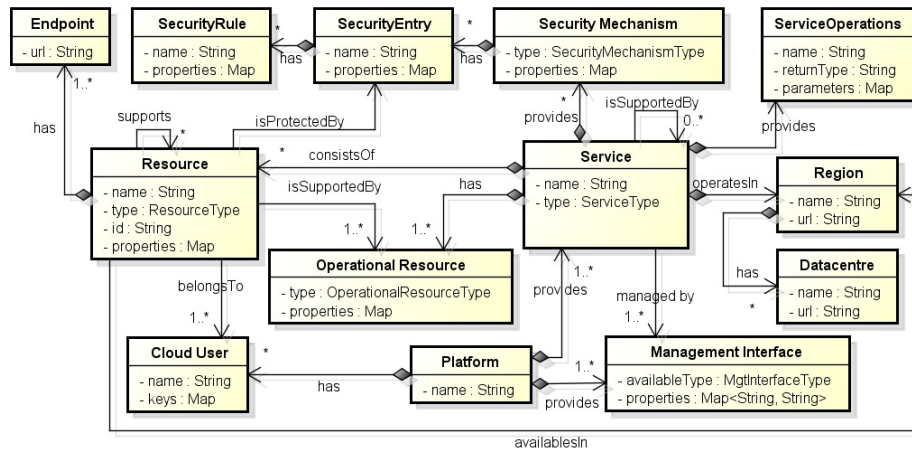 Endpoint
- url : String
SecurityRule
- name : String
- properties : Map
*
has
SecurityEntry
- name : String
- properties : Map
*
has
Security Mechanism
- type : SecurityMechanismType
- properties : Map
ServiceOperations
- name : String
- returnType : String
- parameters : Map
1..*
has
supports
*
isProtectedBy
*
provides
isSupportedBy
0..*
provides
Resource
- name : String
- type : ResourceType
- id : String
- properties : Map
*
consistsOf
isSupportedBy
1..*
has
1..*
Service
- name : String
- type : ServiceType
operatesIn
Region
- name : String
- url : String
has
*
Datacentre
- name : String
- url : String
Operational Resource
- type : OperationalResourceType
- properties : Map
belongsTo
1..*
1..*
provides
managed by
1..*
Cloud User
- name : String
- keys : Map
*
has
Platform
- name : String
1..*
provides
Management Interface
- availableType : MgtInterfaceType
- properties : Map<String, String>
availablesIn